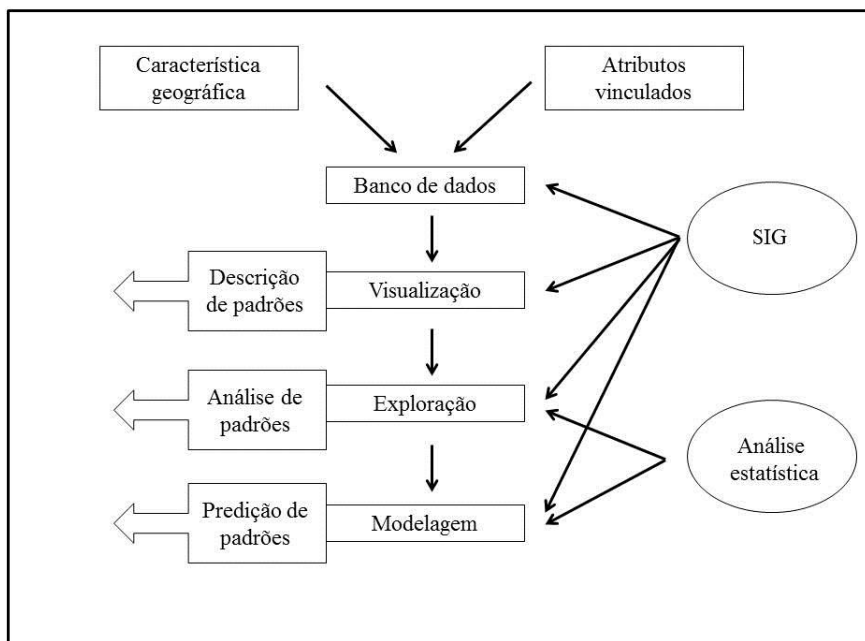 Característica
geográfica
Atributos
vinculados
Banco de dados
SIG
Descrição
de padrões
Visualização
Análise de
padrões
Exploração
Análise
estatística
Predição de
padrões
Modelagem